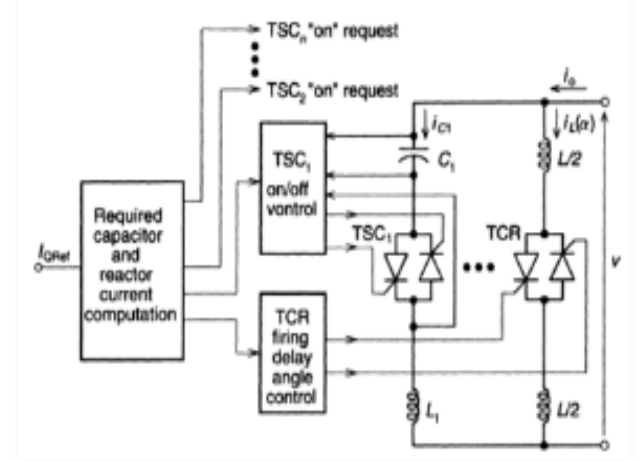 TSCn "on" request
TSC2 "on" request
io
iC1
iL(α)
TSC1
on/off
vontrol
C1
L/2
Required
capacitor
and
reactor
current
computation
IQRef
TSC1
TCR
v
TCR
firing
delay
angle
control
L1
L/2